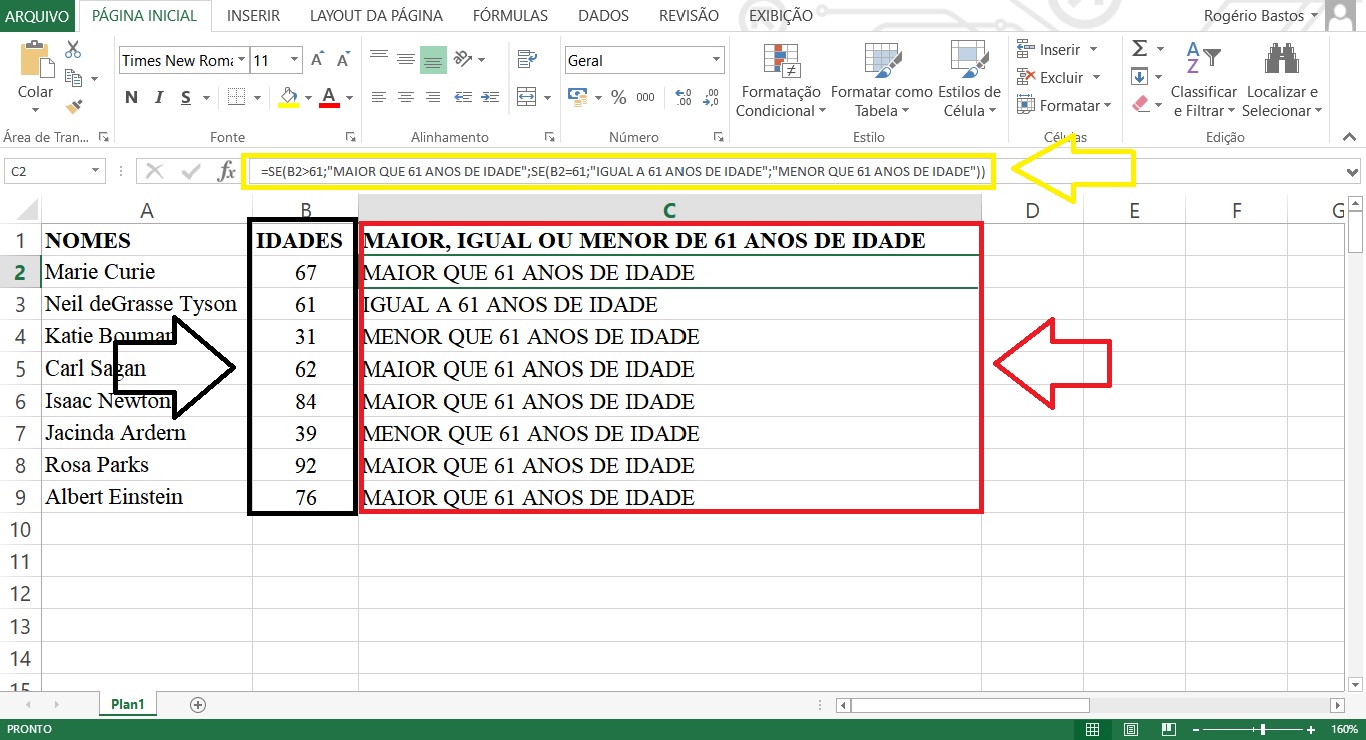 ARQUIVO PÁGINA INICIAL INSERIR LAYOUT DA PÁGINA FÓRMULAS DADOS REVISÃO EXIBIÇÃO Rogério Bastos
Times New Roma 11 Geral Inserir Σ A Z
Colar Formatação Condicional Formatar como Tabela Estilos de Célula Excluir Classificar e Filtrar Localizar e Selecionar
N I S A % 000 Formatar
Área de Tran... Fonte Alinhamento Número Estilo Células Edição
C2 fx =SE(B2>61;"MAIOR QUE 61 ANOS DE IDADE";SE(B2=61;"IGUAL A 61 ANOS DE IDADE";"MENOR QUE 61 ANOS DE IDADE"))
A B C D E F G
1 NOMES IDADES MAIOR, IGUAL OU MENOR DE 61 ANOS DE IDADE
2 Marie Curie 67 MAIOR QUE 61 ANOS DE IDADE
3 Neil deGrasse Tyson 61 IGUAL A 61 ANOS DE IDADE
4 Katie Bouman 31 MENOR QUE 61 ANOS DE IDADE
5 Carl Sagan 62 MAIOR QUE 61 ANOS DE IDADE
6 Isaac Newton 84 MAIOR QUE 61 ANOS DE IDADE
7 Jacinda Ardern 39 MENOR QUE 61 ANOS DE IDADE
8 Rosa Parks 92 MAIOR QUE 61 ANOS DE IDADE
9 Albert Einstein 76 MAIOR QUE 61 ANOS DE IDADE
10
11
12
13
14
15
Plan1
PRONTO 160%